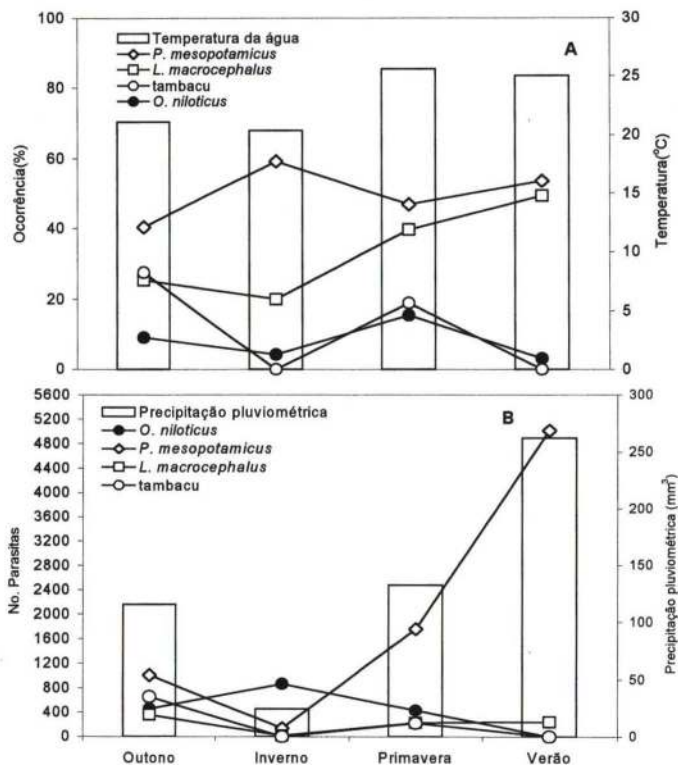 100
80
60
40
20
0
Ocorrência(%)
Temperatura da água
P. mesopotamicus
L. macrocephalus
tambacu
O. niloticus
A
30
25
20
15
10
5
0
Temperatura(°C)
5600
5200
4800
4400
4000
3600
3200
2800
2400
2000
1600
1200
800
400
0
No. Parasitas
Precipitação pluviométrica
O. niloticus
P. mesopotamicus
L. macrocephalus
tambacu
B
300
250
200
150
100
50
0
Precipitação pluviométrica (mm³)
Outono Inverno Primavera Verão